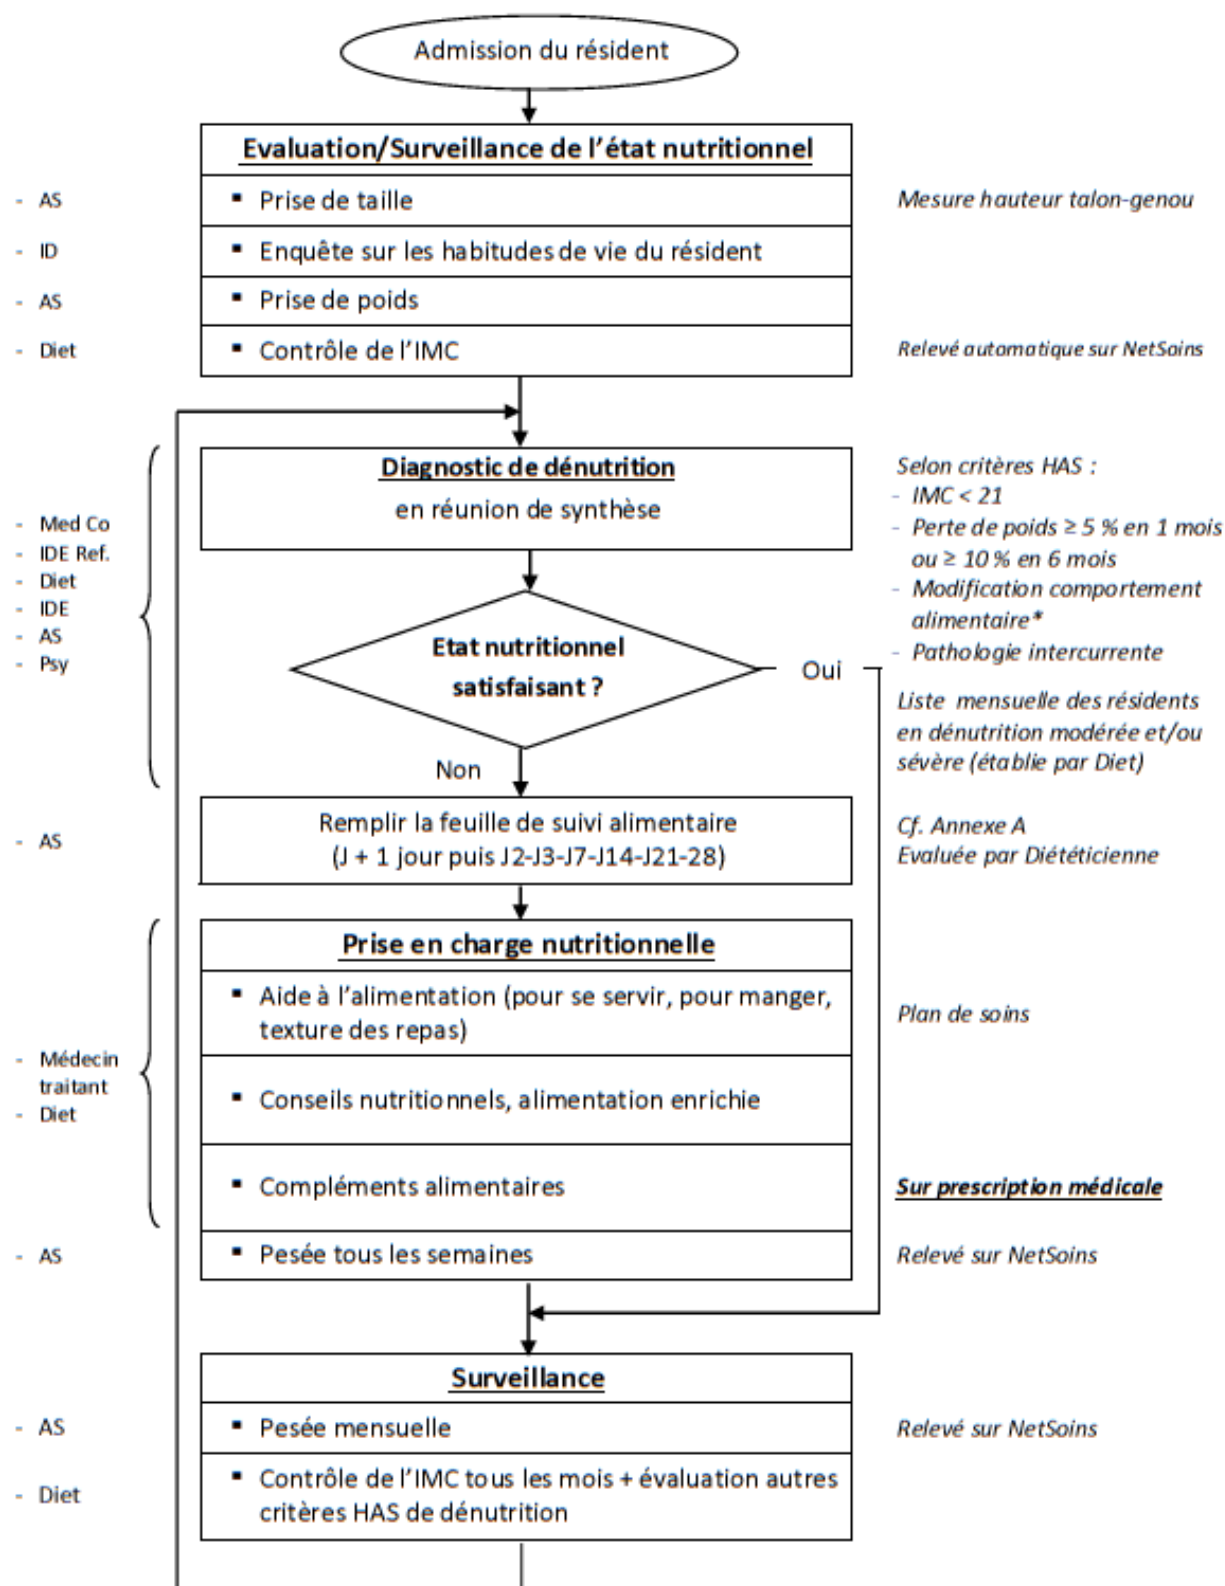 Admission du résident
Evaluation/Surveillance de l'état nutritionnel
- AS
▪ Prise de taille
Mesure hauteur talon-genou
- ID
▪ Enquête sur les habitudes de vie du résident
- AS
▪ Prise de poids
- Diet
▪ Contrôle de l'IMC
Relevé automatique sur NetSoins
Diagnostic de dénutrition
en réunion de synthèse
Selon critères HAS :
- IMC < 21
- Perte de poids ≥ 5 % en 1 mois
ou ≥ 10 % en 6 mois
- Modification comportement
alimentaire*
- Pathologie intercurrente
- Med Co
- IDE Ref.
- Diet
- IDE
- AS
- Psy
Etat nutritionnel
satisfaisant ?
Oui
Liste mensuelle des résidents
en dénutrition modérée et/ou
sévère (établie par Diet)
Non
- AS
Remplir la feuille de suivi alimentaire
(J + 1 jour puis J2-J3-J7-J14-J21-28)
Cf. Annexe A
Evaluée par Diététicienne
Prise en charge nutritionnelle
▪ Aide à l'alimentation (pour se servir, pour manger,
texture des repas)
Plan de soins
- Médecin
traitant
- Diet
▪ Conseils nutritionnels, alimentation enrichie
▪ Compléments alimentaires
Sur prescription médicale
- AS
▪ Pesée tous les semaines
Relevé sur NetSoins
Surveillance
- AS
▪ Pesée mensuelle
Relevé sur NetSoins
- Diet
▪ Contrôle de l'IMC tous les mois + évaluation autres
critères HAS de dénutrition